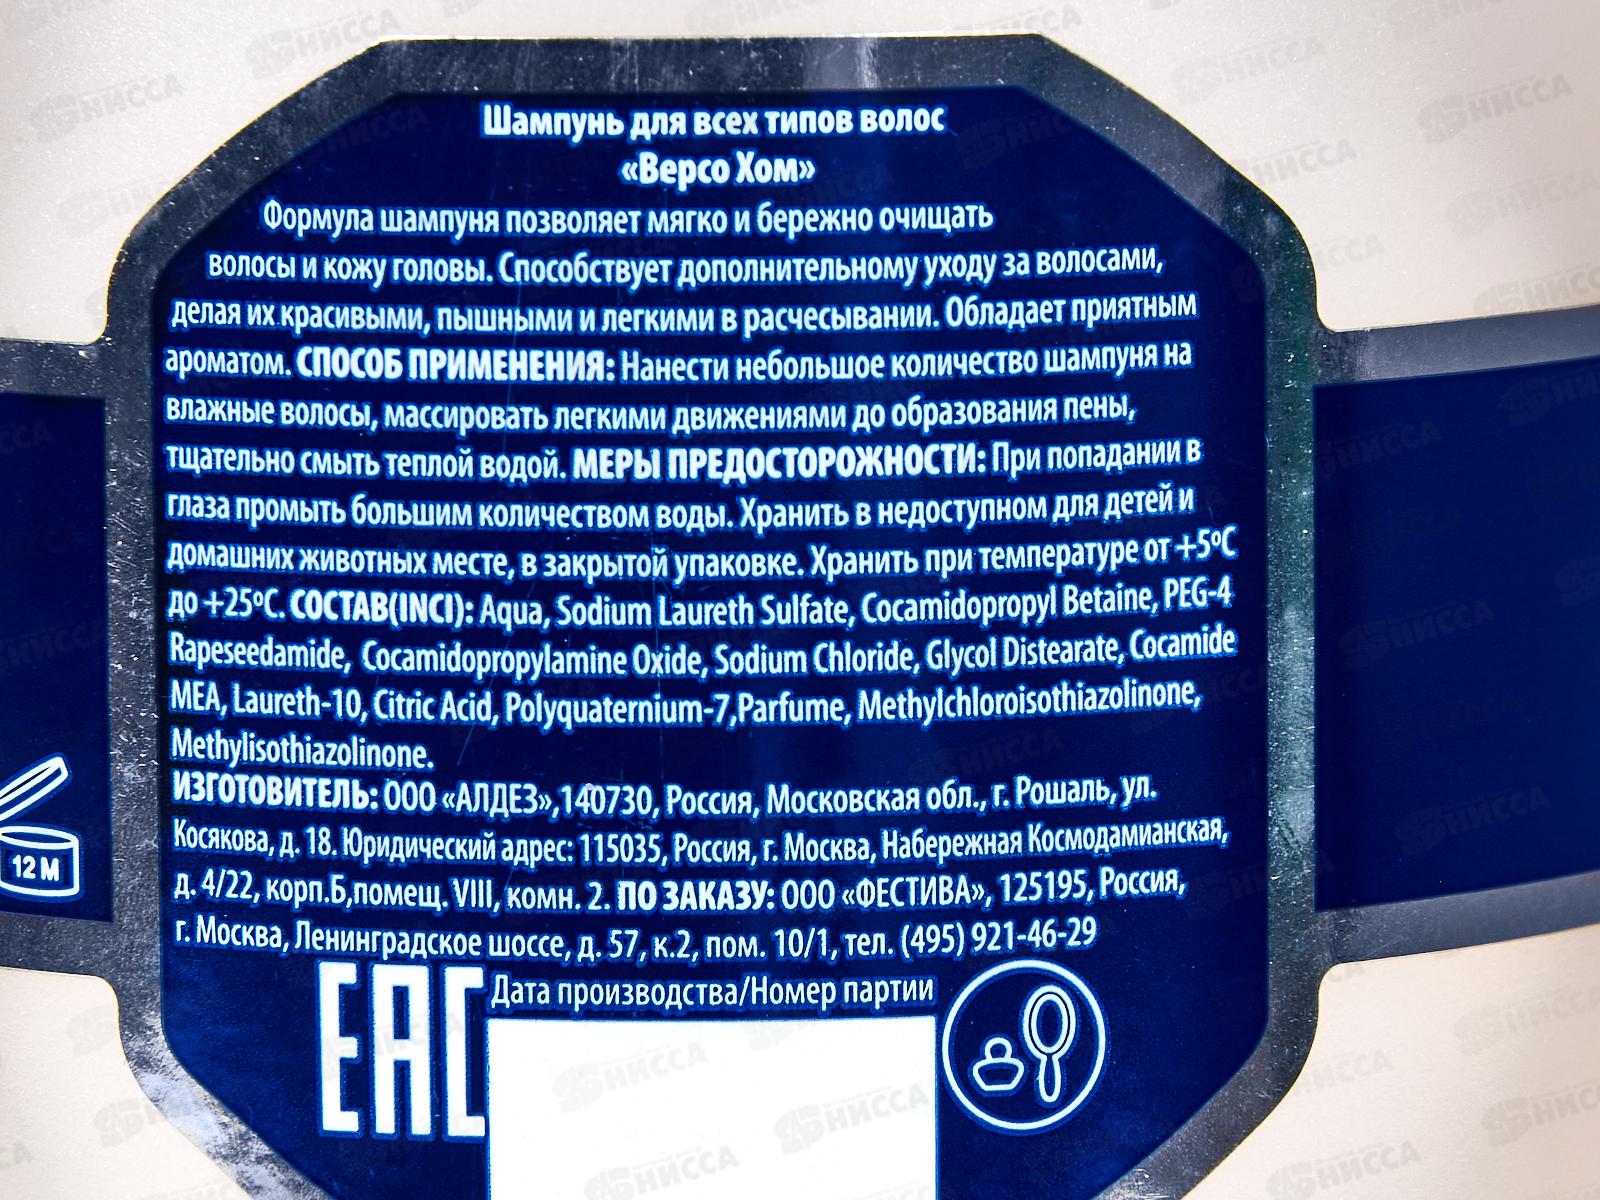 Шампунь для всех типов волос
«Версо Хом»
Формула шампуня позволяет мягко и бережно очищать
волосы и кожу головы. Способствует дополнительному уходу за волосами,
делая их красивыми, пышными и легкими в расчесывании. Обладает приятным
ароматом. СПОСОБ ПРИМЕНЕНИЯ: Нанести небольшое количество шампуня на
влажные волосы, массировать легкими движениями до образования пены,
тщательно смыть теплой водой. МЕРЫ ПРЕДОСТОРОЖНОСТИ: При попадании в
глаза промыть большим количеством воды. Хранить в недоступном для детей и
домашних животных месте, в закрытой упаковке. Хранить при температуре от +5ºС
до +25ºС. СОСТАВ(INCI): Aqua, Sodium Laureth Sulfate, Cocamidopropyl Betaine, PEG-4
Rapeseedamide, Cocamidopropylamine Oxide, Sodium Chloride, Glycol Distearate, Cocamide
MEA, Laureth-10, Citric Acid, Polyquaternium-7,Parfume, Methylchloroisothiazolinone,
Methylisothiazolinone.
ИЗГОТОВИТЕЛЬ: ООО «АЛДЕЗ»,140730, Россия, Московская обл., г. Рошаль, ул.
Косякова, д. 18. Юридический адрес: 115035, Россия, г. Москва, Набережная Космодамианская,
д. 4/22, корп.Б,помещ. VIII, комн. 2. ПО ЗАКАЗУ: ООО «ФЕСТИВА», 125195, Россия,
г. Москва, Ленинградское шоссе, д. 57, к.2, пом. 10/1, тел. (495) 921-46-29
12 M
EAC
Дата производства/Номер партии
НИССА